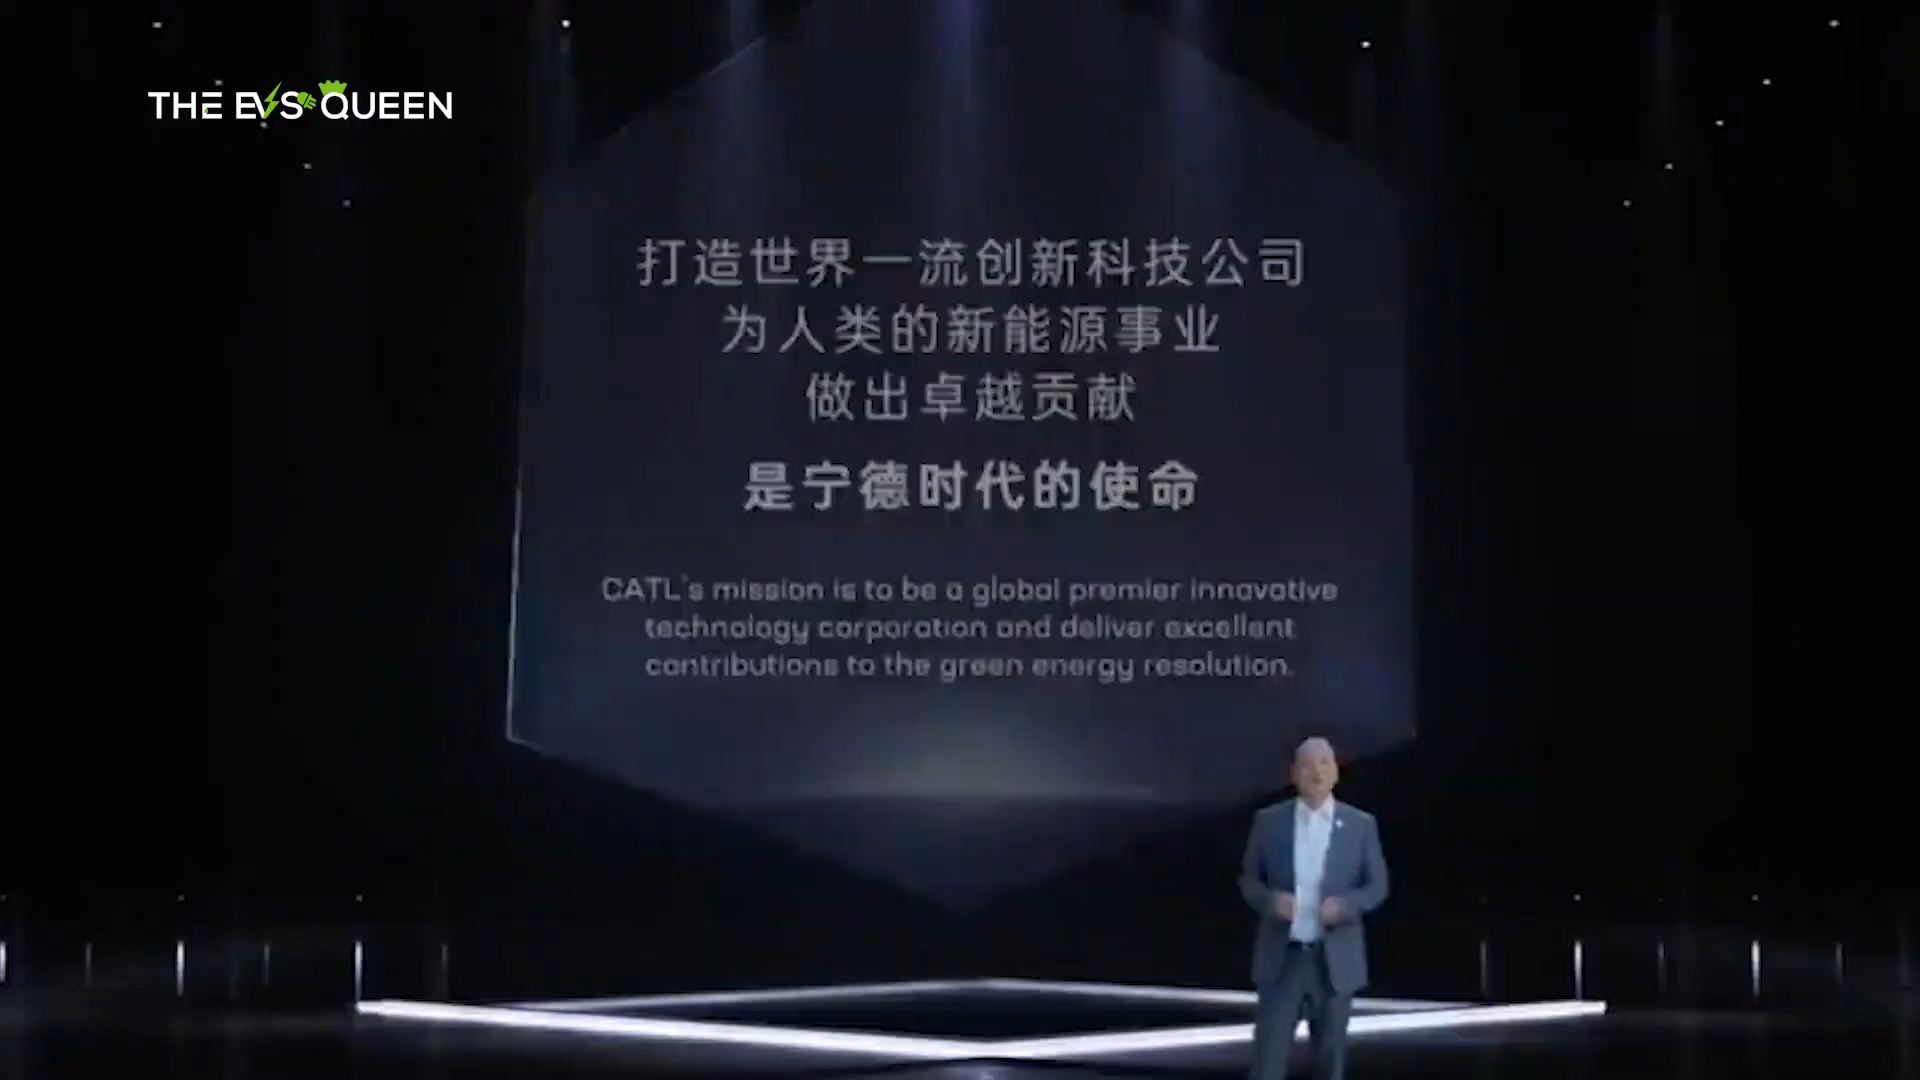 THE EVS QUEEN
打造世界一流创新科技公司
为人类的新能源事业
做出卓越贡献
是宁德时代的使命
CATL's mission is to be a global premier innovative
technology corporation and deliver excellent
contributions to the green energy resolution.